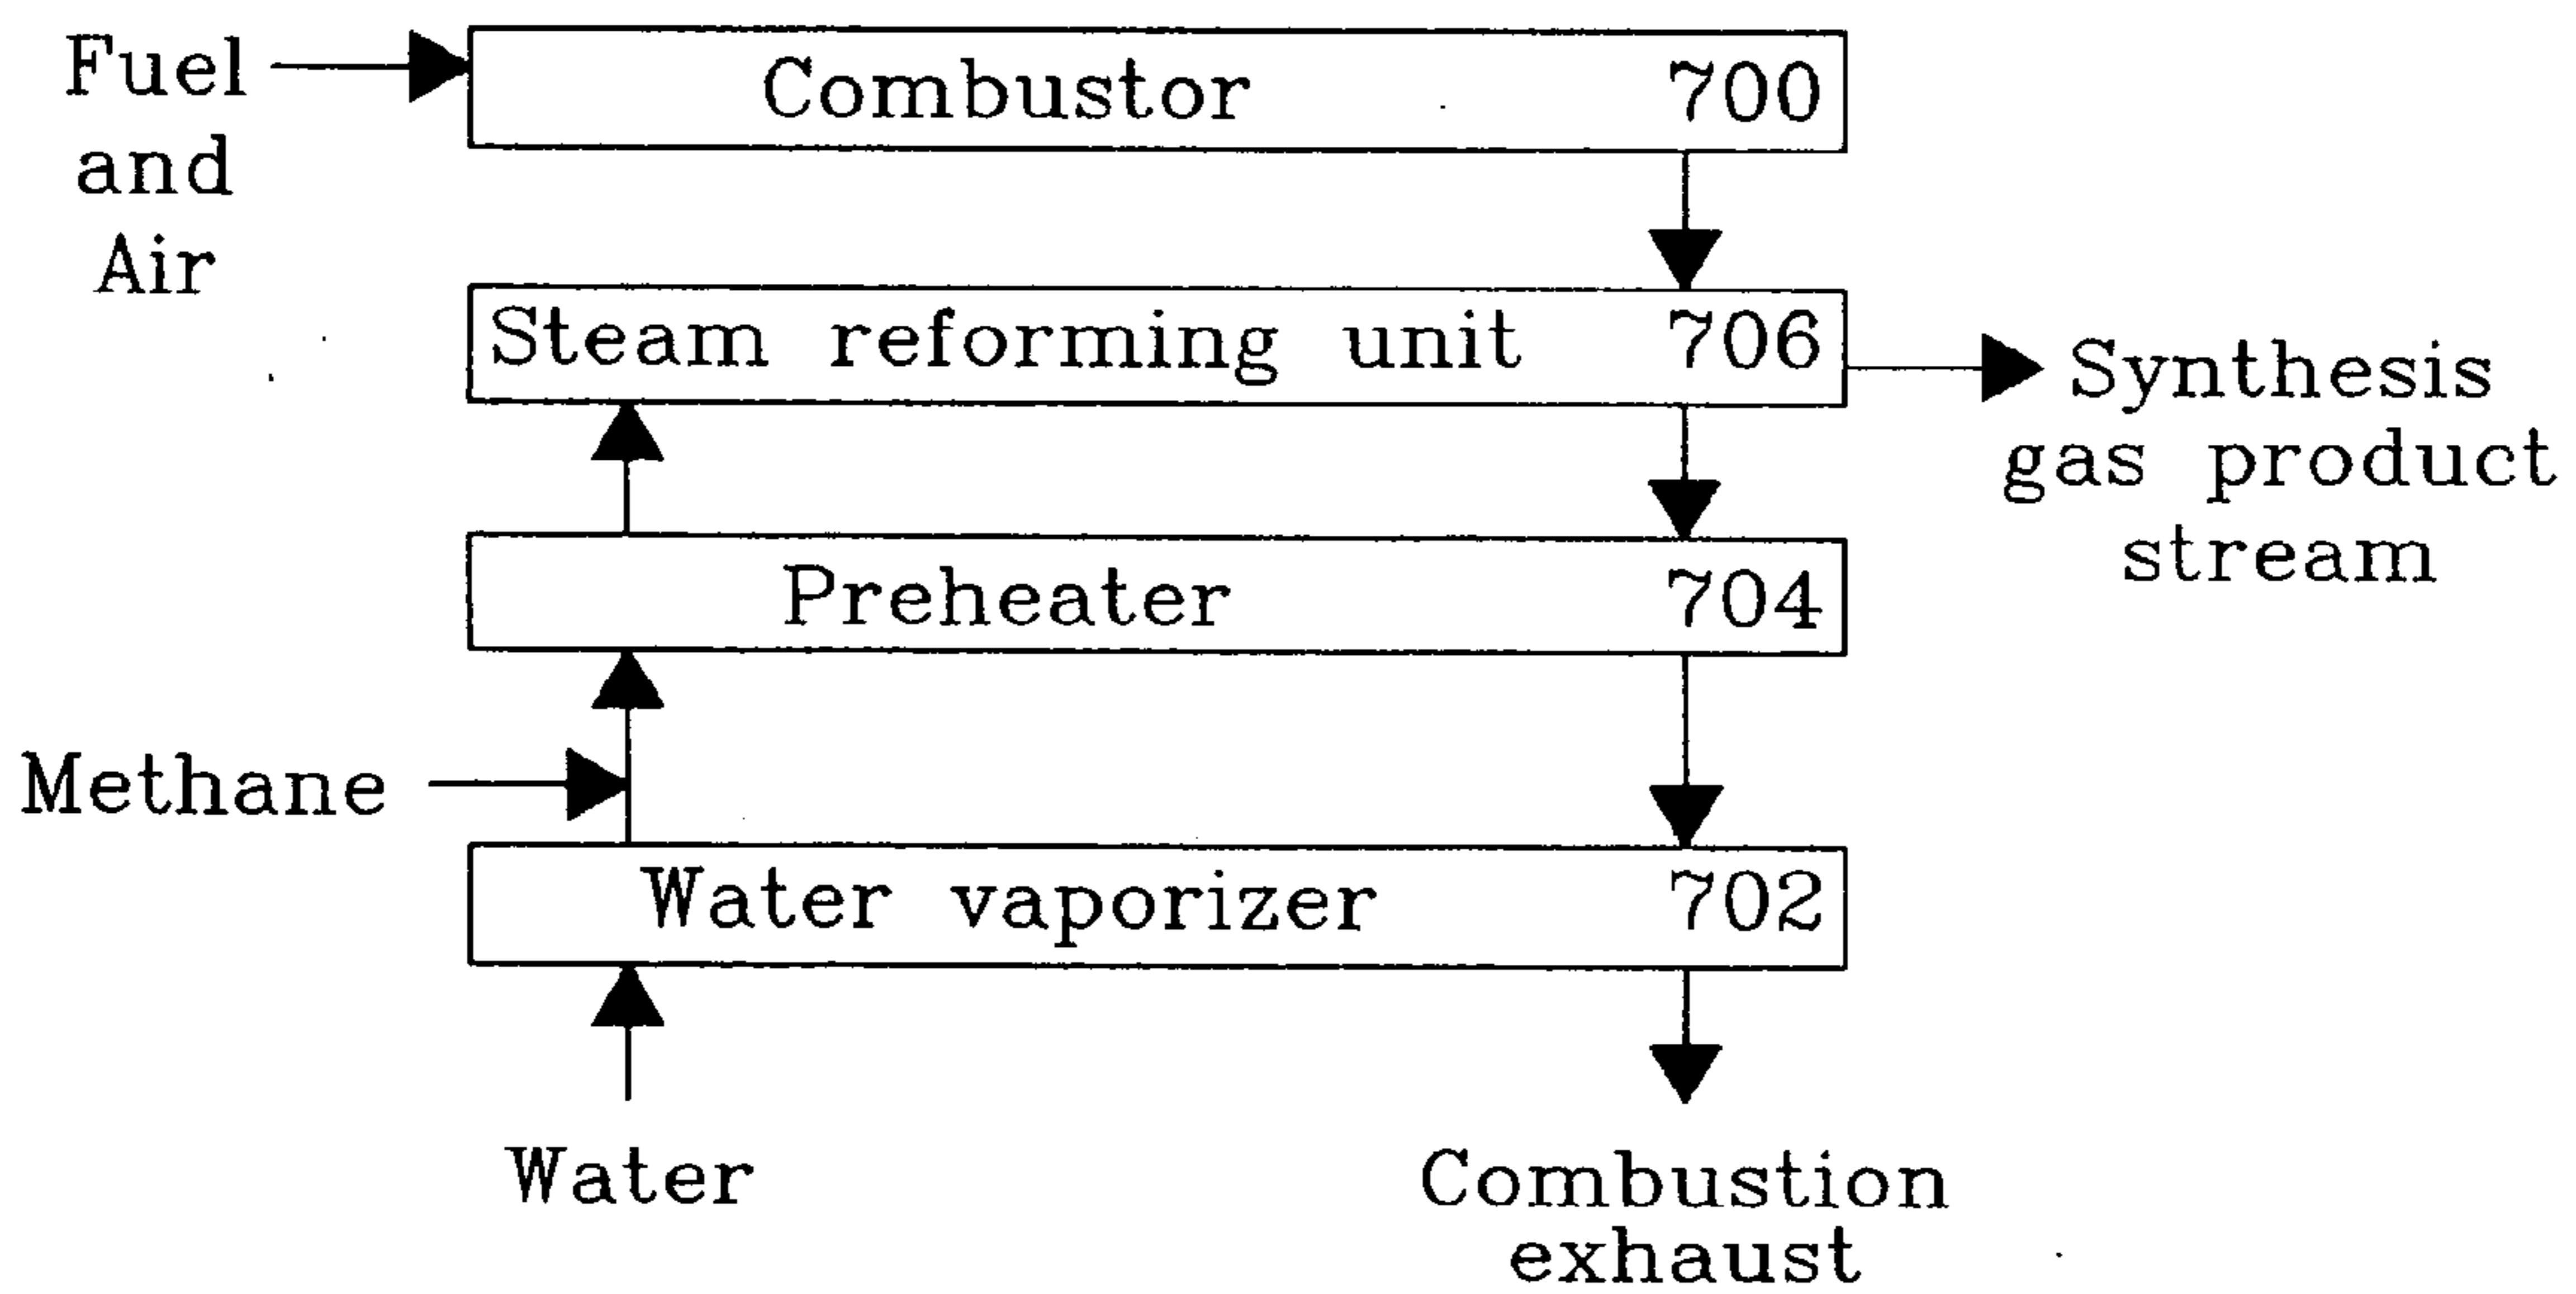 Fuel
and
Air
Combustor 700
Steam reforming unit 706
Synthesis
gas product
stream
Preheater 704
Methane
Water vaporizer 702
Water
Combustion
exhaust